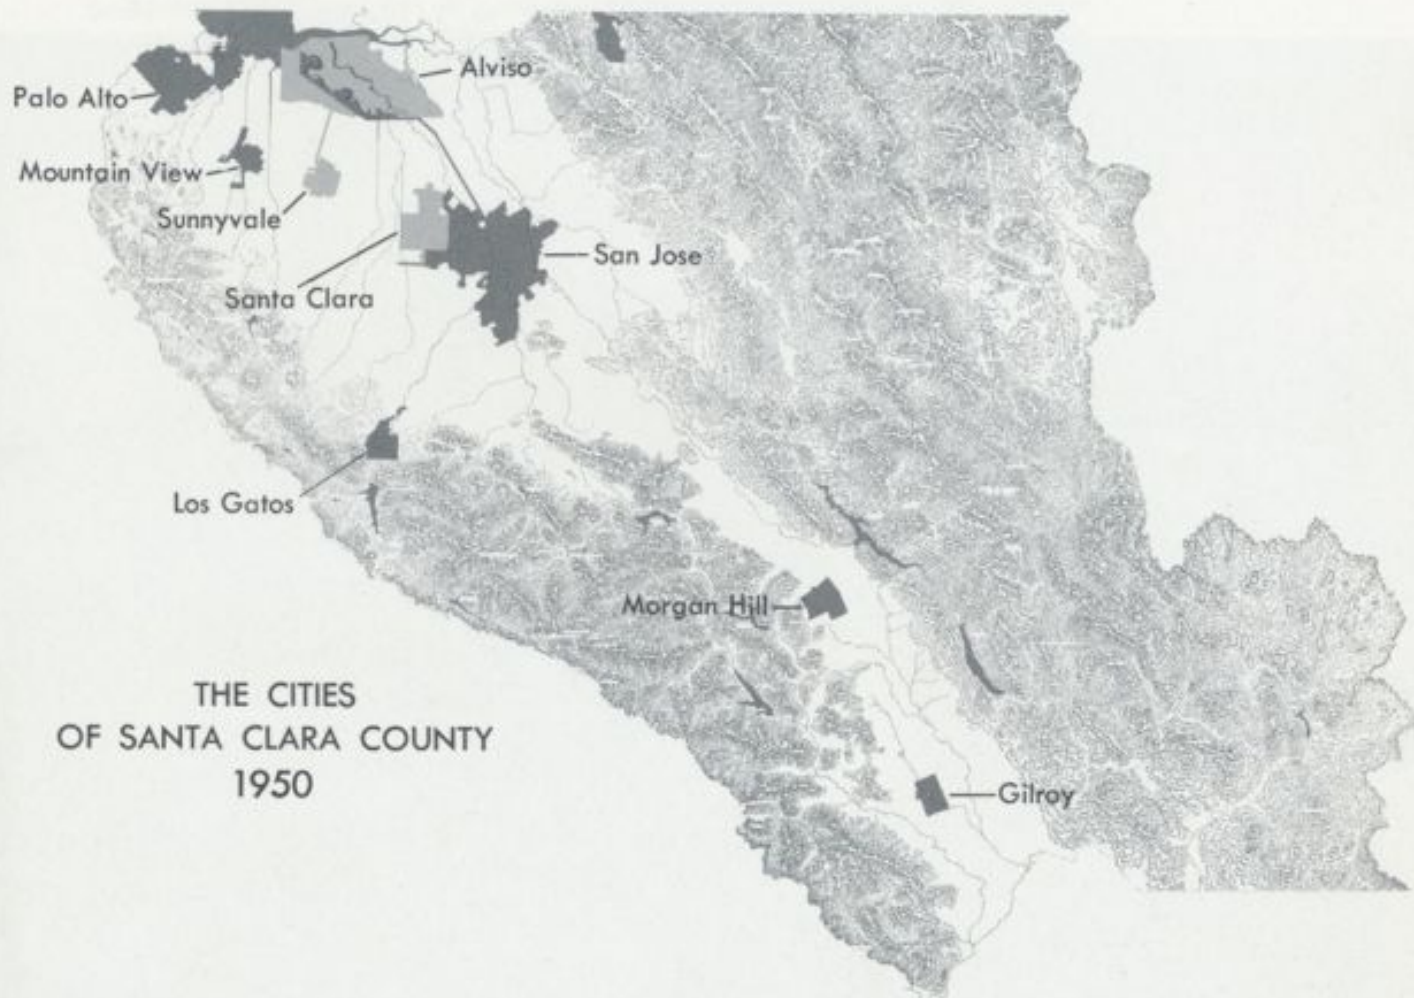 Alviso
Palo Alto
Mountain View
Sunnyvale
San Jose
Santa Clara
Los Gatos
Morgan Hill
THE CITIES
OF SANTA CLARA COUNTY
1950
Gilroy